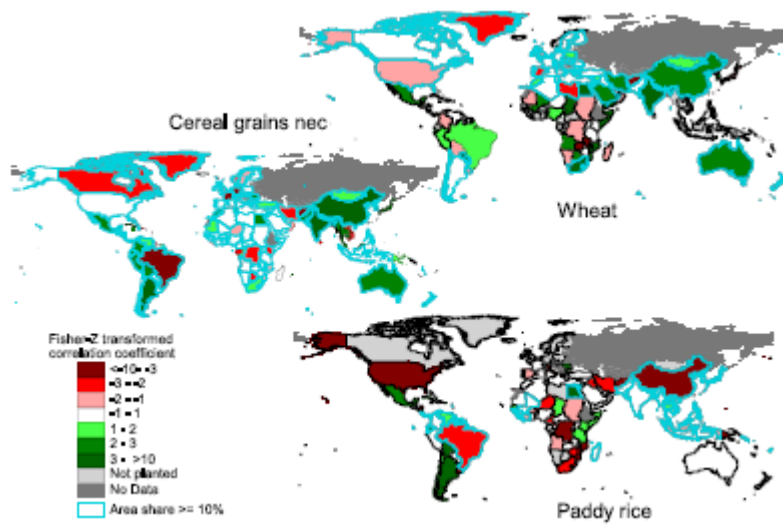 Cereal grains nec
Wheat
Fisher-Z transformed
correlation coefficient
<-10 - -3
-3 - -2
-2 - -1
-1 - 1
1 - 2
2 - 3
3 - >10
Not planted
No Data
Area share >= 10%
Paddy rice